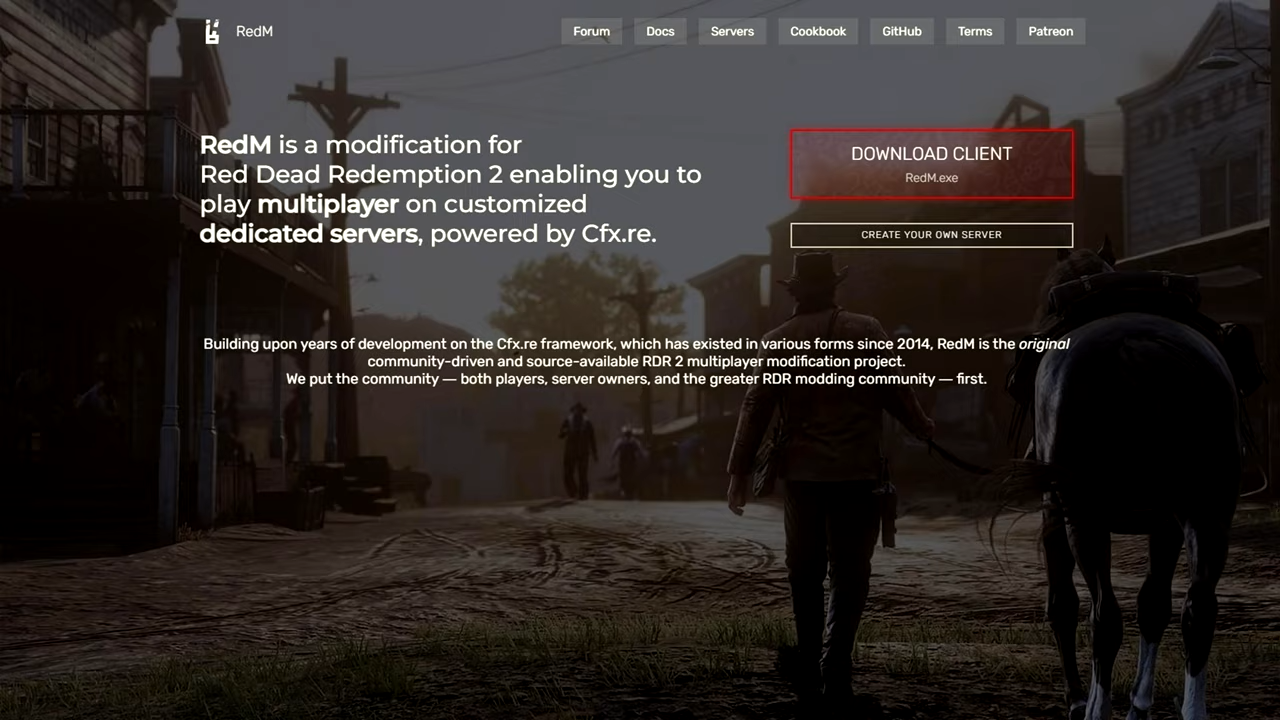 RedM
Forum
Docs
Servers
Cookbook
GitHub
Terms
Patreon
RedM is a modification for
Red Dead Redemption 2 enabling you to
play multiplayer on customized
dedicated servers, powered by Cfx.re.
DOWNLOAD CLIENT
RedM.exe
CREATE YOUR OWN SERVER
Building upon years of development on the Cfx.re framework, which has existed in various forms since 2014, RedM is the original
community-driven and source-available RDR 2 multiplayer modification project.
We put the community — both players, server owners, and the greater RDR modding community — first.